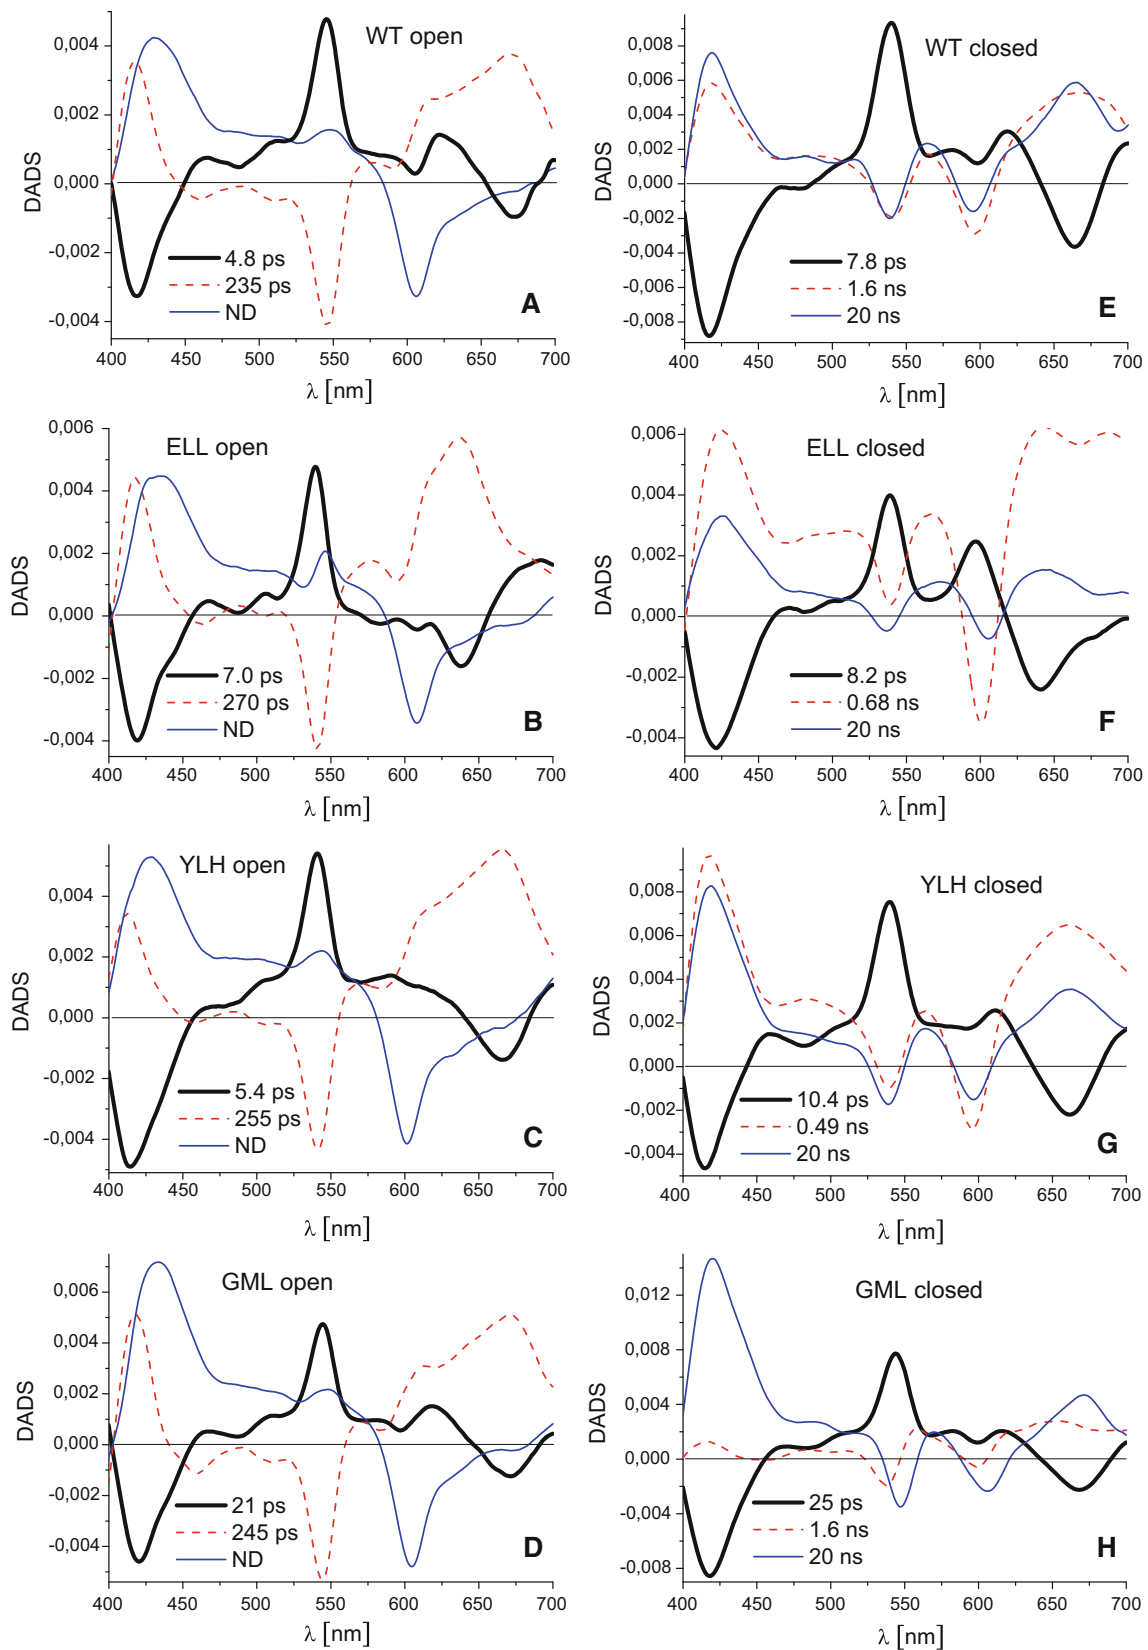 WT open
0,004
0,002
0,000
-0,002
-0,004
DADS
4.8 ps
235 ps
ND
A
400 450 500 550 600 650 700
λ [nm]
WT closed
0,008
0,006
0,004
0,002
0,000
-0,002
-0,004
-0,006
-0,008
DADS
7.8 ps
1.6 ns
20 ns
E
400 450 500 550 600 650 700
λ [nm]
ELL open
0,006
0,004
0,002
0,000
-0,002
-0,004
DADS
7.0 ps
270 ps
ND
B
400 450 500 550 600 650 700
λ [nm]
ELL closed
0,006
0,004
0,002
0,000
-0,002
-0,004
DADS
8.2 ps
0.68 ns
20 ns
F
400 450 500 550 600 650 700
λ [nm]
YLH open
0,004
0,002
0,000
-0,002
-0,004
DADS
5.4 ps
255 ps
ND
C
400 450 500 550 600 650 700
λ [nm]
YLH closed
0,008
0,006
0,004
0,002
0,000
-0,002
-0,004
DADS
10.4 ps
0.49 ns
20 ns
G
400 450 500 550 600 650 700
λ [nm]
GML open
0,006
0,004
0,002
0,000
-0,002
-0,004
DADS
21 ps
245 ps
ND
D
400 450 500 550 600 650 700
λ [nm]
GML closed
0,012
0,008
0,004
0,000
-0,004
-0,008
DADS
25 ps
1.6 ns
20 ns
H
400 450 500 550 600 650 700
λ [nm]